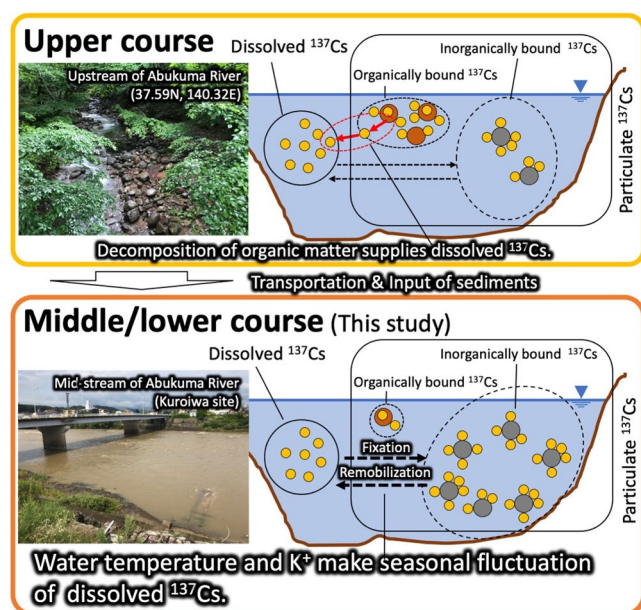 Upper course
Upstream of Abukuma River
(37.59N, 140.32E)
Dissolved ¹³⁷Cs
Organically bound ¹³⁷Cs
Inorganically bound ¹³⁷Cs
Particulate ¹³⁷Cs
Decomposition of organic matter supplies dissolved ¹³⁷Cs.
Transportation & Input of sediments
Middle/lower course (This study)
Mid-stream of Abukuma River
(Kuroiwa site)
Dissolved ¹³⁷Cs
Organically bound ¹³⁷Cs
Inorganically bound ¹³⁷Cs
Fixation
Remobilization
Particulate ¹³⁷Cs
Water temperature and K⁺ make seasonal fluctuation
of dissolved ¹³⁷Cs.